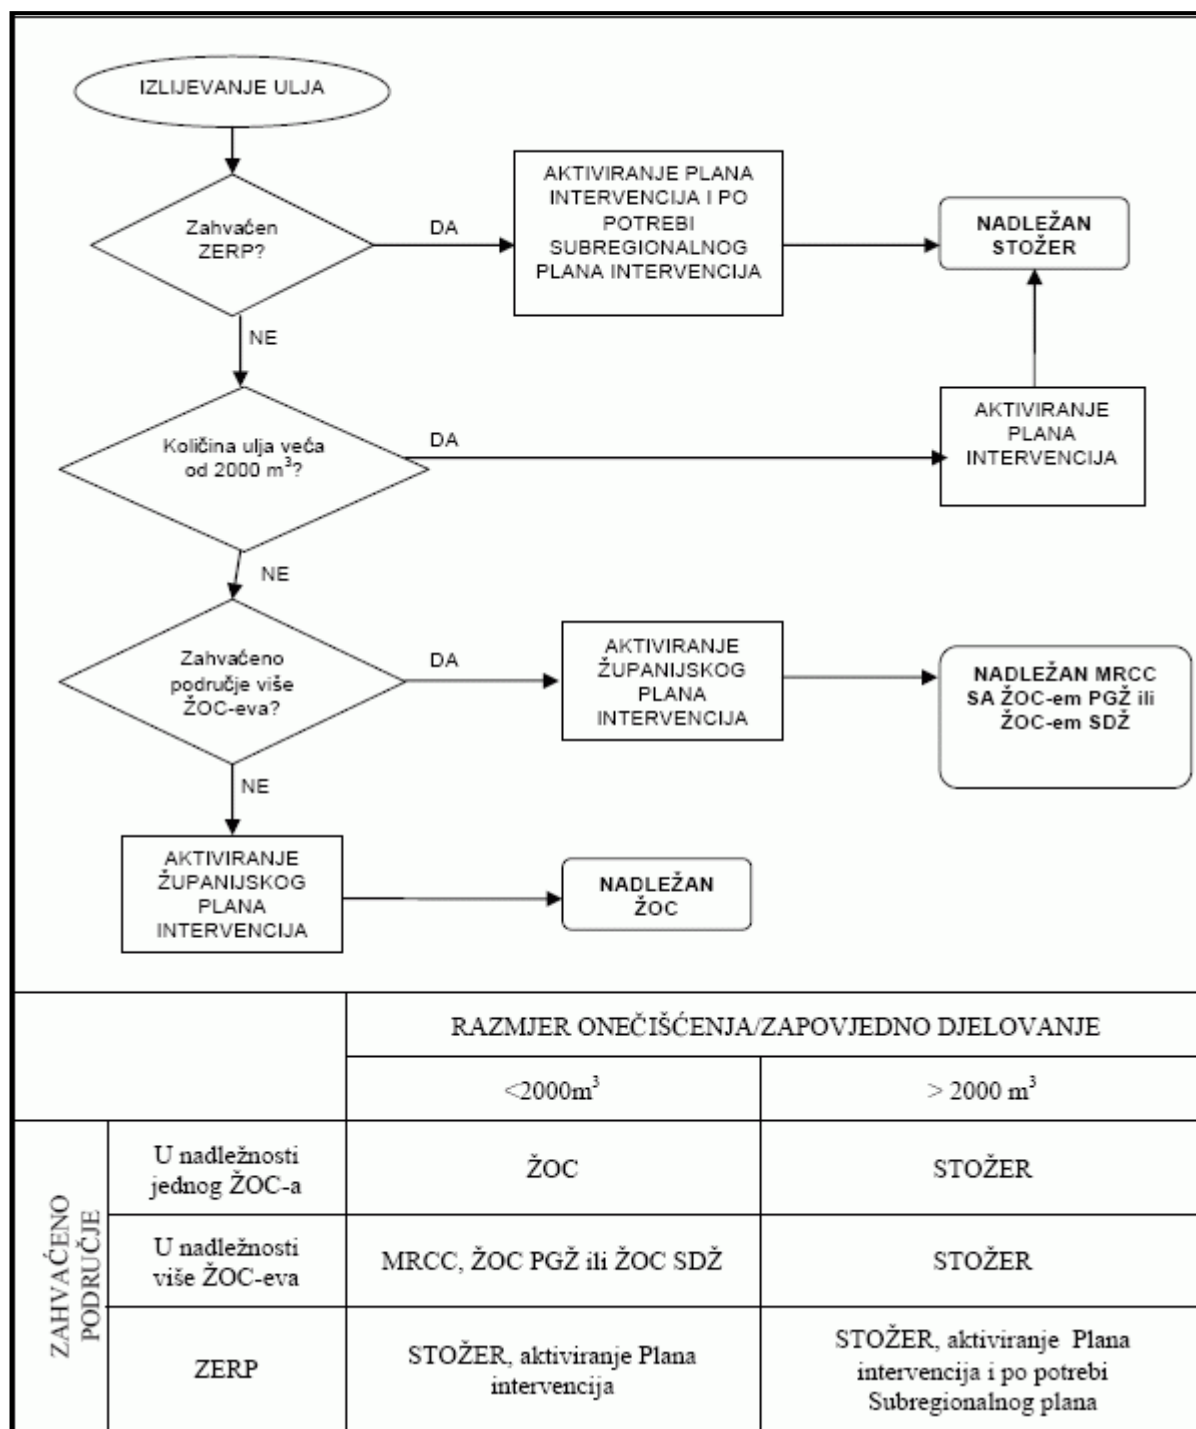 IZLIJEVANJE ULJA
Zahvaćen
ZERP?
DA
AKTIVIRANJE PLANA
INTERVENCIJA I PO
POTREBI
SUBREGIONALNOG
PLANA INTERVENCIJA
NADLEŽAN
STOŽER
NE
Količina ulja veća
od 2000 m³?
DA
AKTIVIRANJE
PLANA
INTERVENCIJA
NE
Zahvaćeno
područje više
ŽOC-eva?
DA
AKTIVIRANJE
ŽUPANIJSKOG
PLANA
INTERVENCIJA
NADLEŽAN MRCC
SA ŽOC-em PGŽ ili
ŽOC-em SDŽ
NE
AKTIVIRANJE
ŽUPANIJSKOG
PLANA
INTERVENCIJA
NADLEŽAN
ŽOC
RAZMJER ONEČIŠĆENJA/ZAPOVJEDNO DJELOVANJE
<2000m³
> 2000 m³
ZAHVAĆENO
PODRUČJE
U nadležnosti
jednog ŽOC-a
ŽOC
STOŽER
U nadležnosti
više ŽOC-eva
MRCC, ŽOC PGŽ ili ŽOC SDŽ
STOŽER
ZERP
STOŽER, aktiviranje Plana
intervencija
STOŽER, aktiviranje Plana
intervencija i po potrebi
Subregionalnog plana